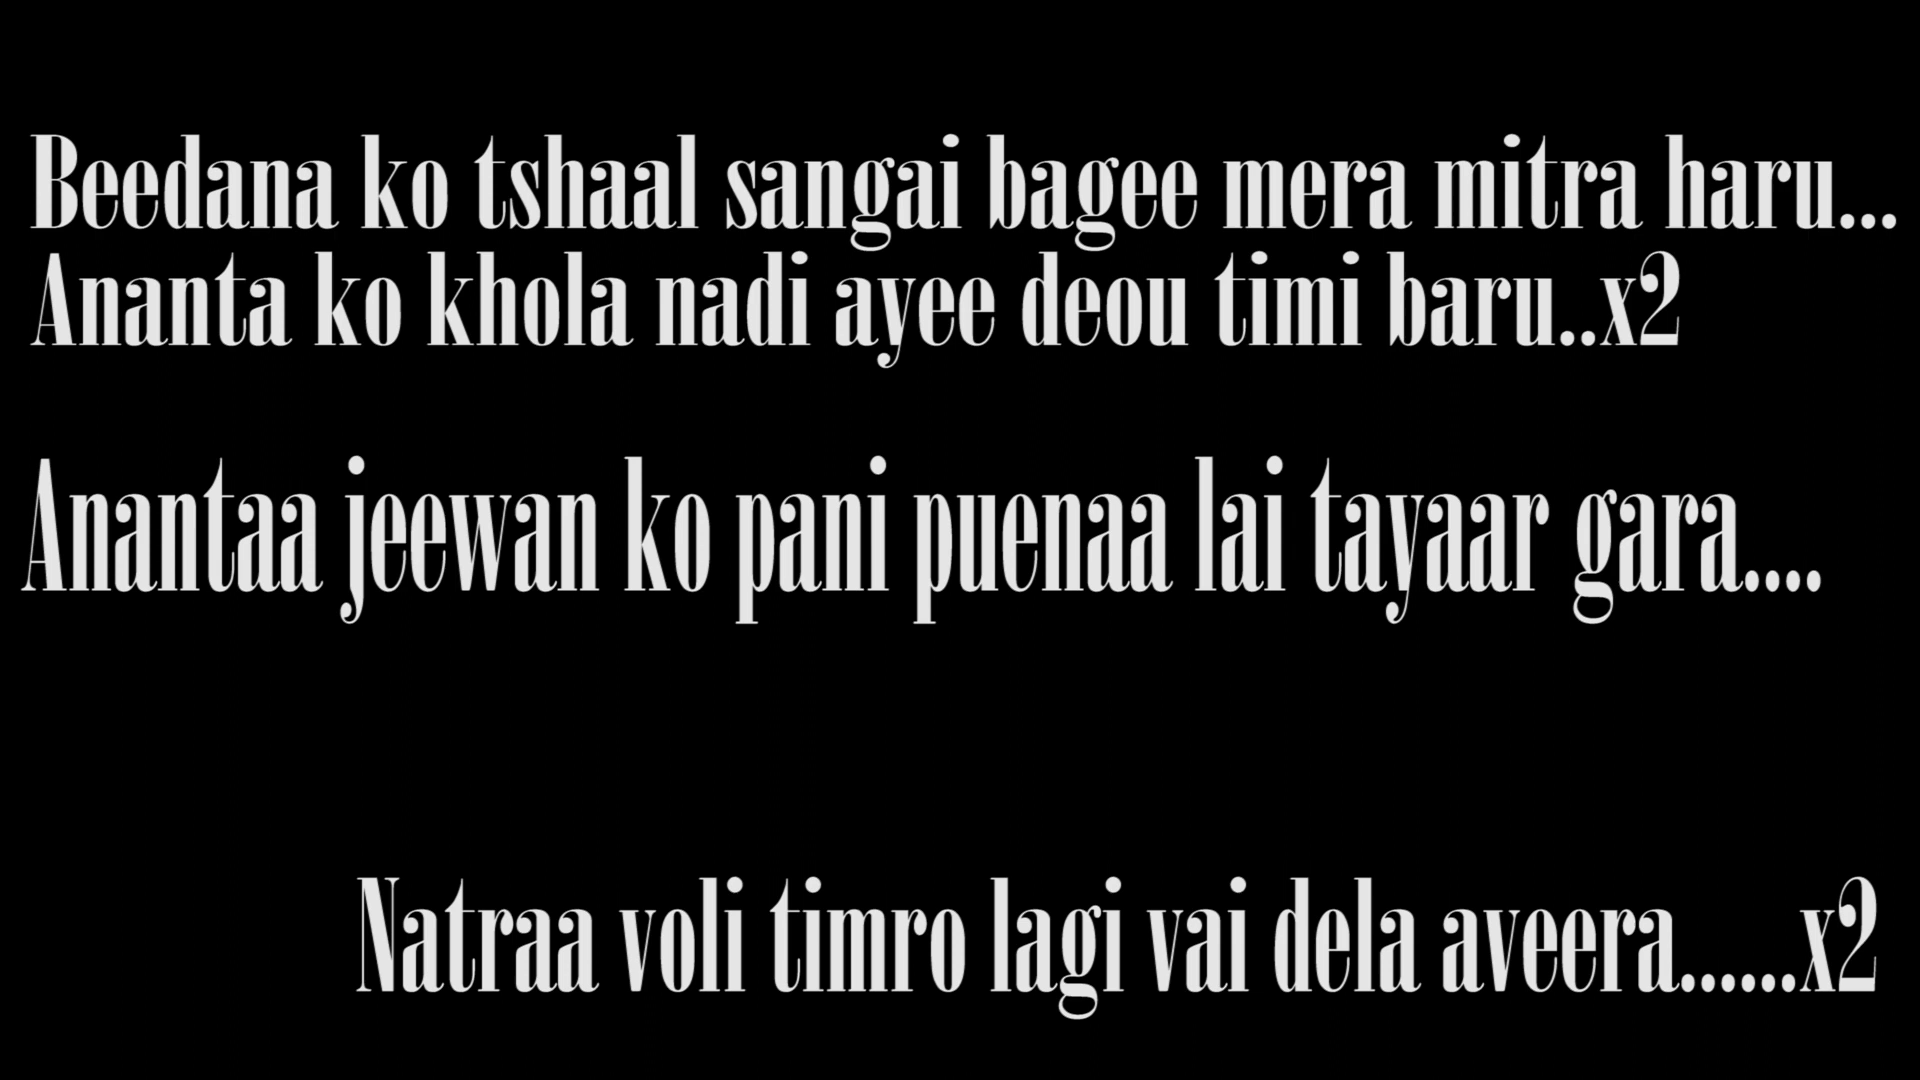 Beedana ko tshaal sangai bagee mera mitra haru...
Ananta ko khola nadi ayee deou timi baru..x2
Anantaa jeewan ko pani puenaa lai tayaar gara....
Natraa voli timro lagi vai dela aveera......x2